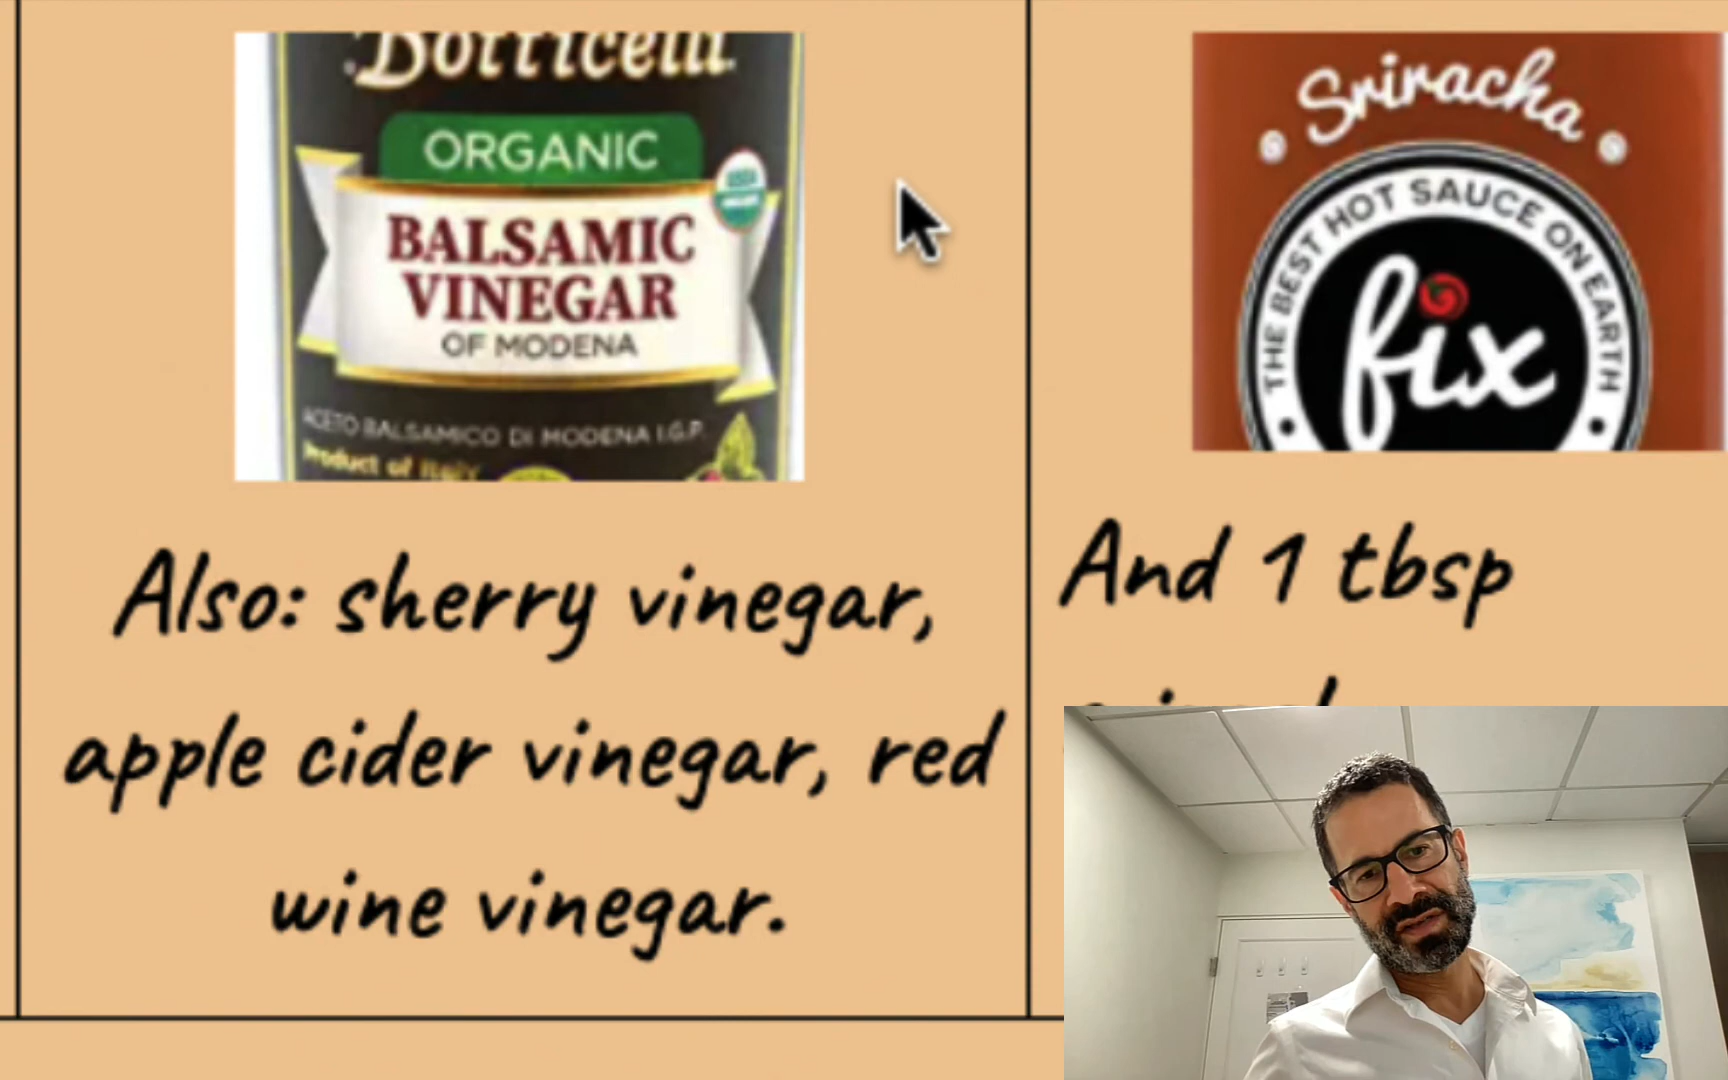 Botticelli
ORGANIC
USDA
BALSAMIC
VINEGAR
OF MODENA
ACETO BALSAMICO DI MODENA I.G.P.
Product of Italy
Also: sherry vinegar,
apple cider vinegar, red
wine vinegar.
Sriracha
THE BEST HOT SAUCE ON EARTH
fix
And 1 tbsp